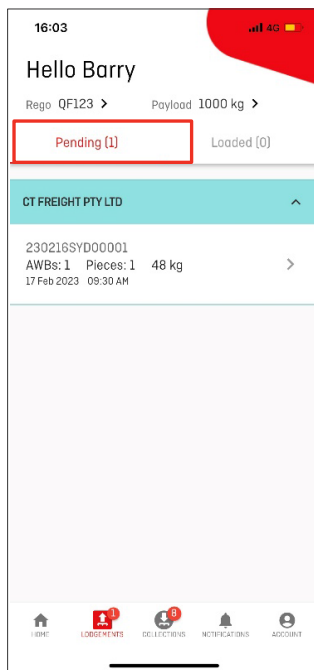 16:03
4G
Hello Barry
Rego QF123 > Payload 1000 kg >
Pending (1) Loaded (0)
CT FREIGHT PTY LTD
230216SYD00001
AWBs: 1 Pieces: 1 48 kg
17 Feb 2023 09:30 AM
1 8
HOME LODGEMENTS COLLECTIONS NOTIFICATIONS ACCOUNT